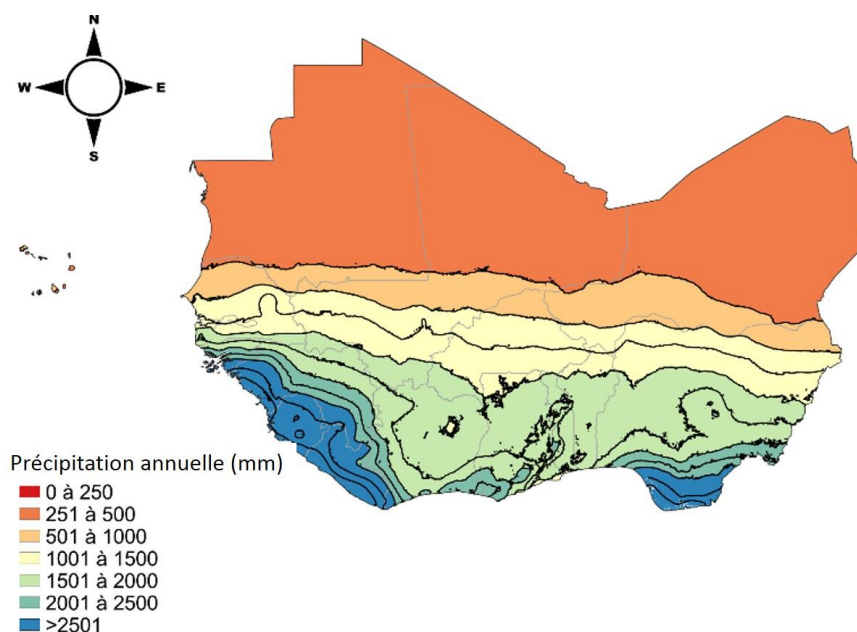 N
W E
S
Précipitation annuelle (mm)
0 à 250
251 à 500
501 à 1000
1001 à 1500
1501 à 2000
2001 à 2500
>2501